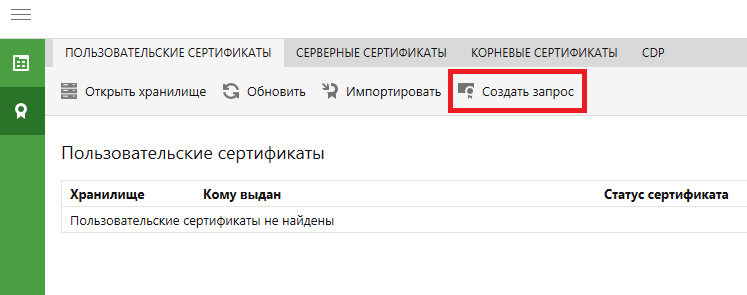 ПОЛЬЗОВАТЕЛЬСКИЕ СЕРТИФИКАТЫ СЕРВЕРНЫЕ СЕРТИФИКАТЫ КОРНЕВЫЕ СЕРТИФИКАТЫ CDP
Открыть хранилище Обновить Импортировать Создать запрос
Пользовательские сертификаты
Хранилище Кому выдан Статус сертификата
Пользовательские сертификаты не найдены